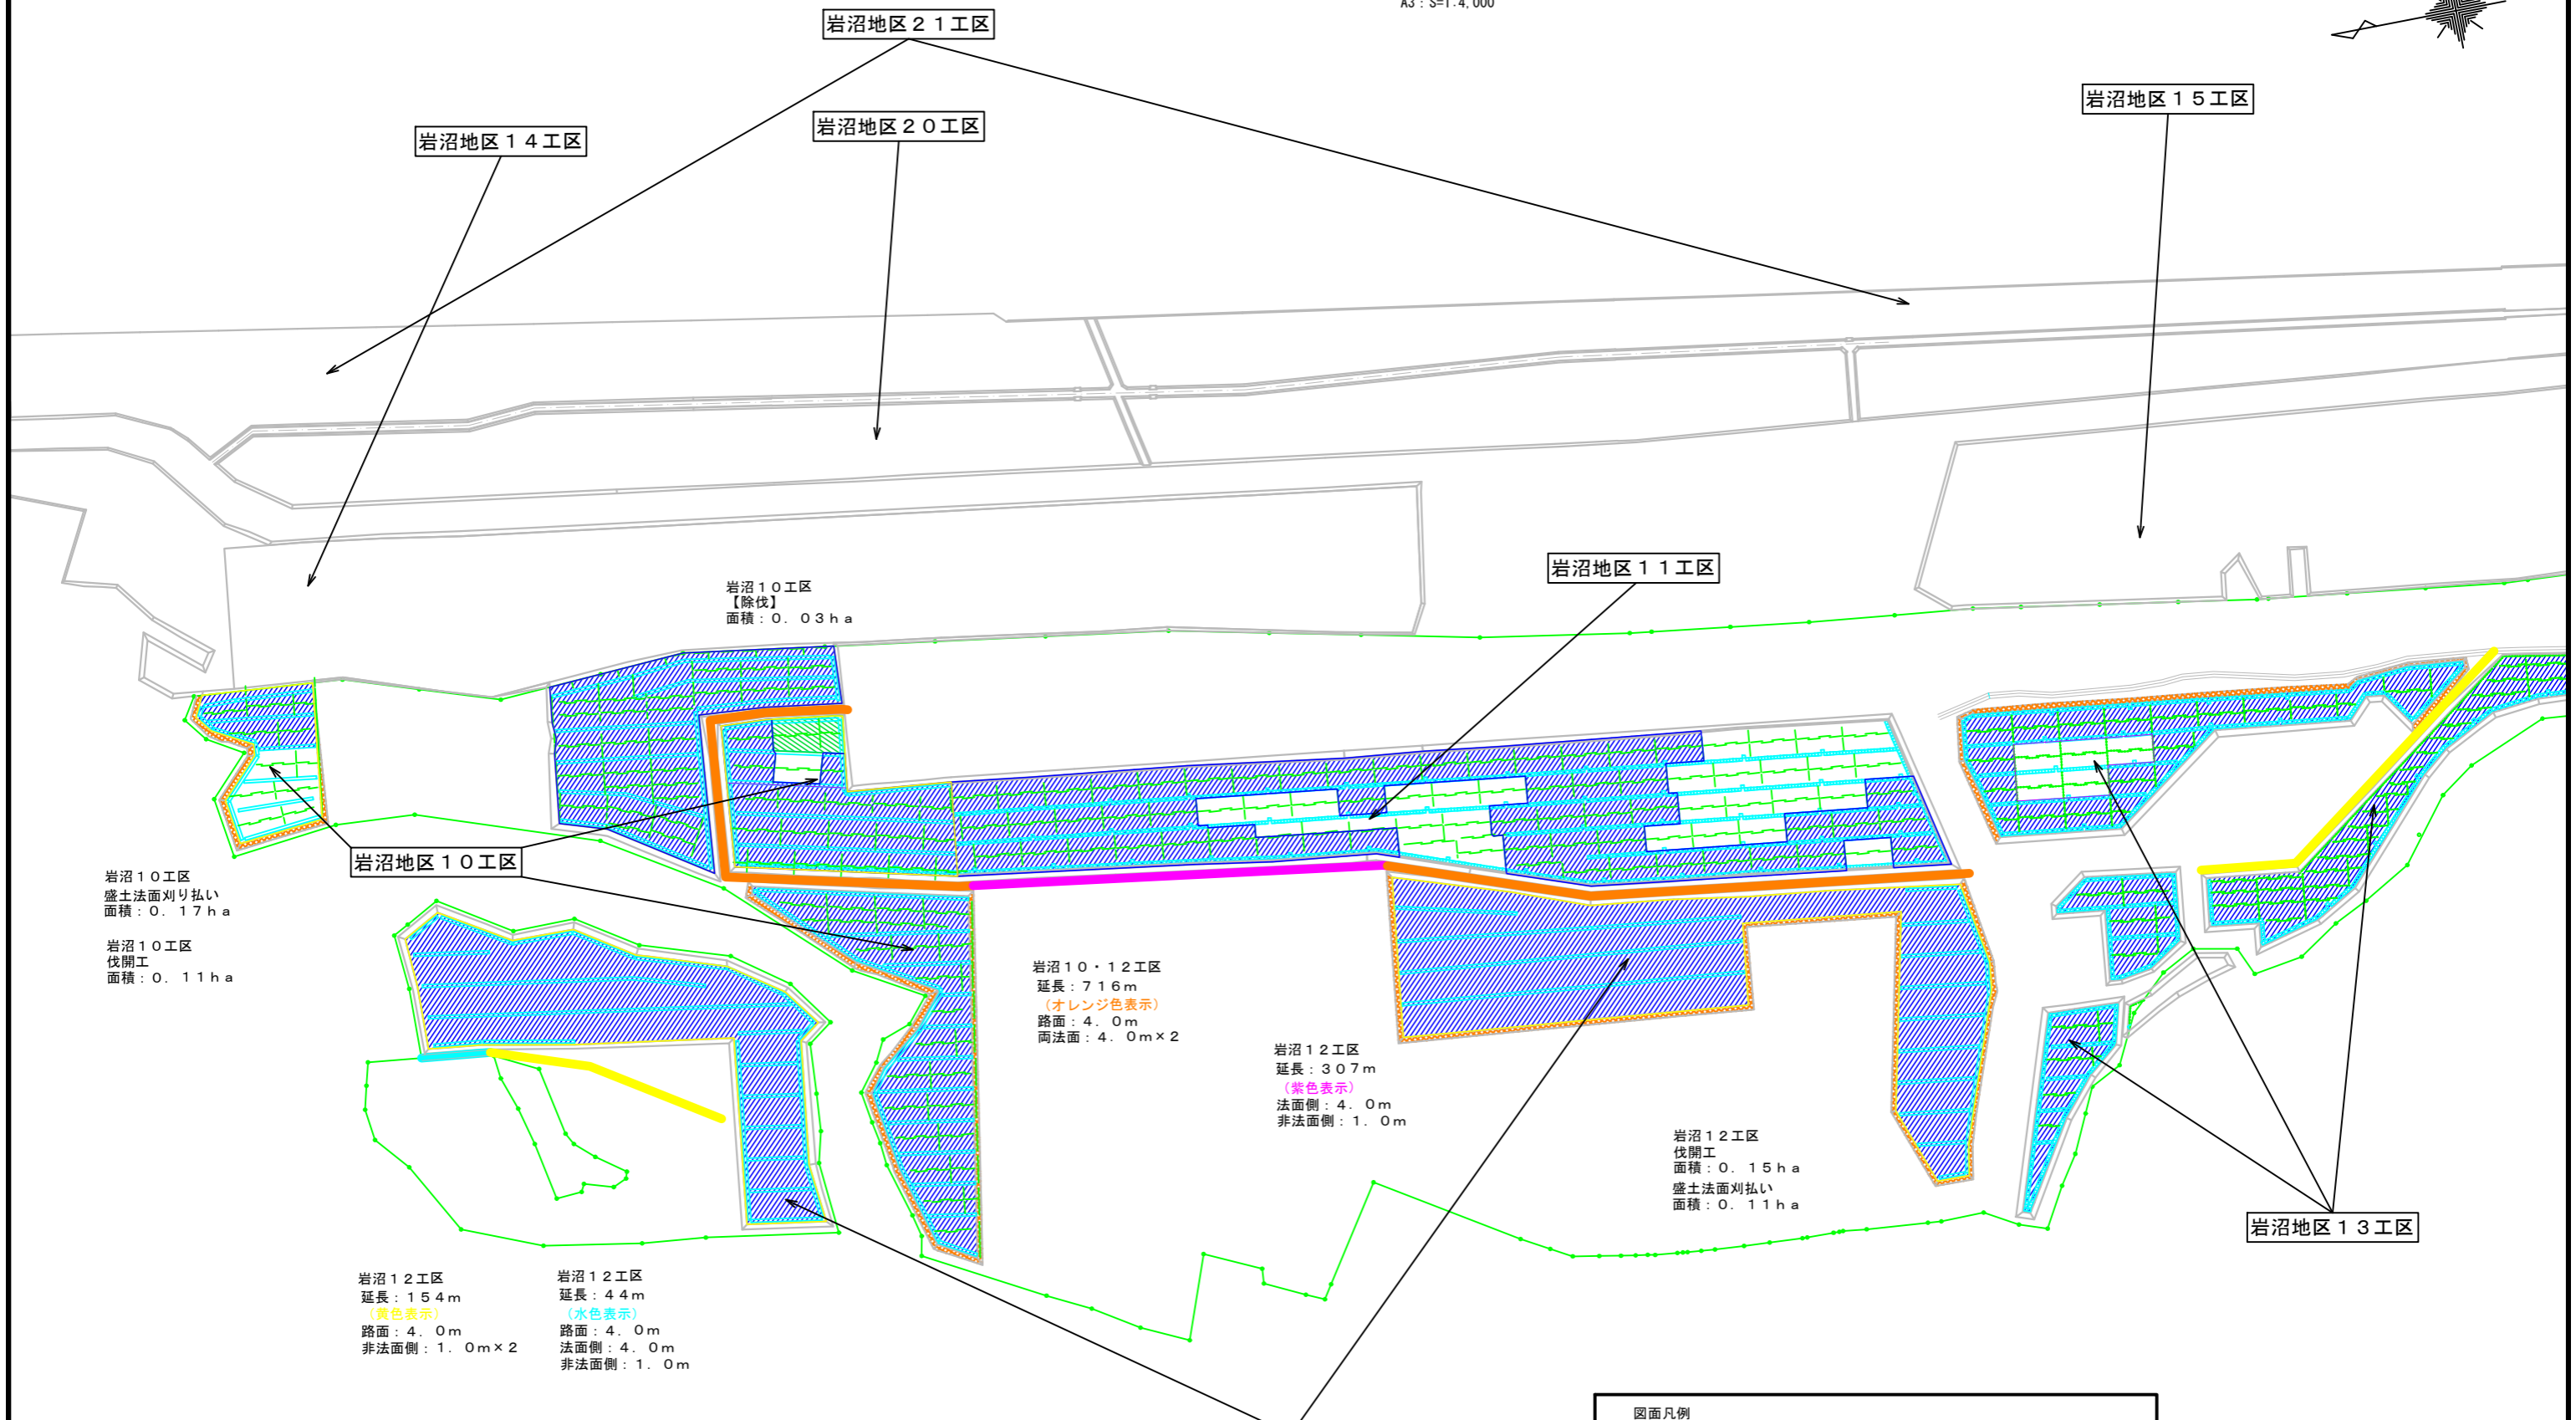 A3：S=1:4,000
岩沼地区２１工区
岩沼地区１４工区
岩沼地区２０工区
岩沼地区１５工区
岩沼１０工区
【除伐】
面積：０．０３ｈａ
岩沼地区１１工区
岩沼地区１０工区
岩沼１０工区
盛土法面刈り払い
面積：０．１７ｈａ
岩沼１０工区
伐開工
面積：０．１１ｈａ
岩沼１０・１２工区
延長：７１６ｍ
（オレンジ色表示）
路面：４．０ｍ
両法面：４．０ｍ×２
岩沼１２工区
延長：３０７ｍ
（紫色表示）
法面側：４．０ｍ
非法面側：１．０ｍ
岩沼１２工区
伐開工
面積：０．１５ｈａ
盛土法面刈払い
面積：０．１１ｈａ
岩沼地区１３工区
岩沼１２工区
延長：１５４ｍ
（黄色表示）
路面：４．０ｍ
非法面側：１．０ｍ×２
岩沼１２工区
延長：４４ｍ
（水色表示）
路面：４．０ｍ
法面側：４．０ｍ
非法面側：１．０ｍ
図面凡例